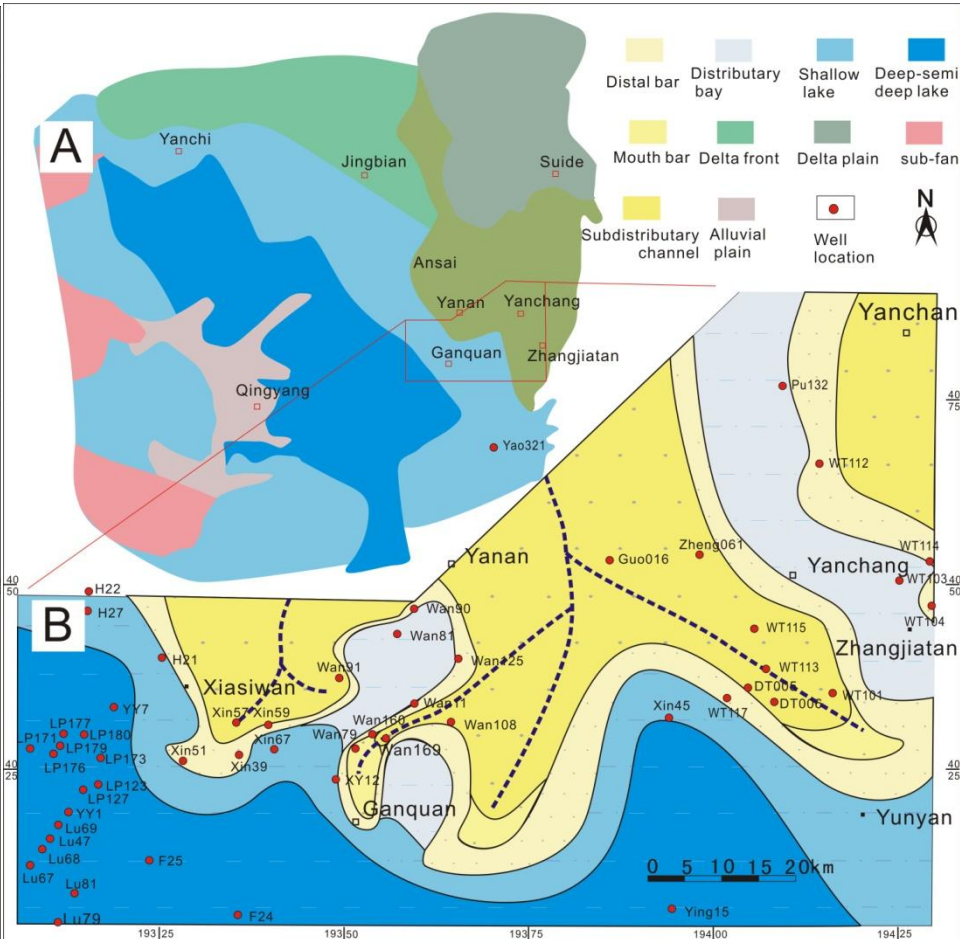 A
Yanchi
Jingbian
Suide
Ansai
Yanan
Yanchang
Ganquan
Zhangjiatan
Qingyang
Yao321
Distal bar
Distributary
bay
Shallow
lake
Deep-semi
deep lake
Mouth bar
Delta front
Delta plain
sub-fan
Subdistributary
channel
Alluvial
plain
Well
location
N
B
Yanchan
Pu132
40
75
WT112
Zheng061
Guo016
Yanan
Yanchang
WT114
WT103
40
50
40
50
WT104
H22
H27
Wan90
Wan81
WT115
Zhangjiatan
H21
Wan125
Wan91
WT113
Xiasiwan
DT005
WT101
YY7
Wan11
WT117
DT006
Xin57
Xin59
Xin45
Wan160
Wan108
LP177
LP180
LP171
LP179
Wan79
Xin67
Wan169
LP176
LP173
Xin51
Xin39
40
25
40
25
XY12
LP123
LP127
YY1
Ganquan
Yunyan
Lu69
Lu47
Lu68
Lu67
F25
0 5 10 15 20km
Lu81
Lu79
F24
Ying15
193 25
193 50
193 75
194 00
194 25